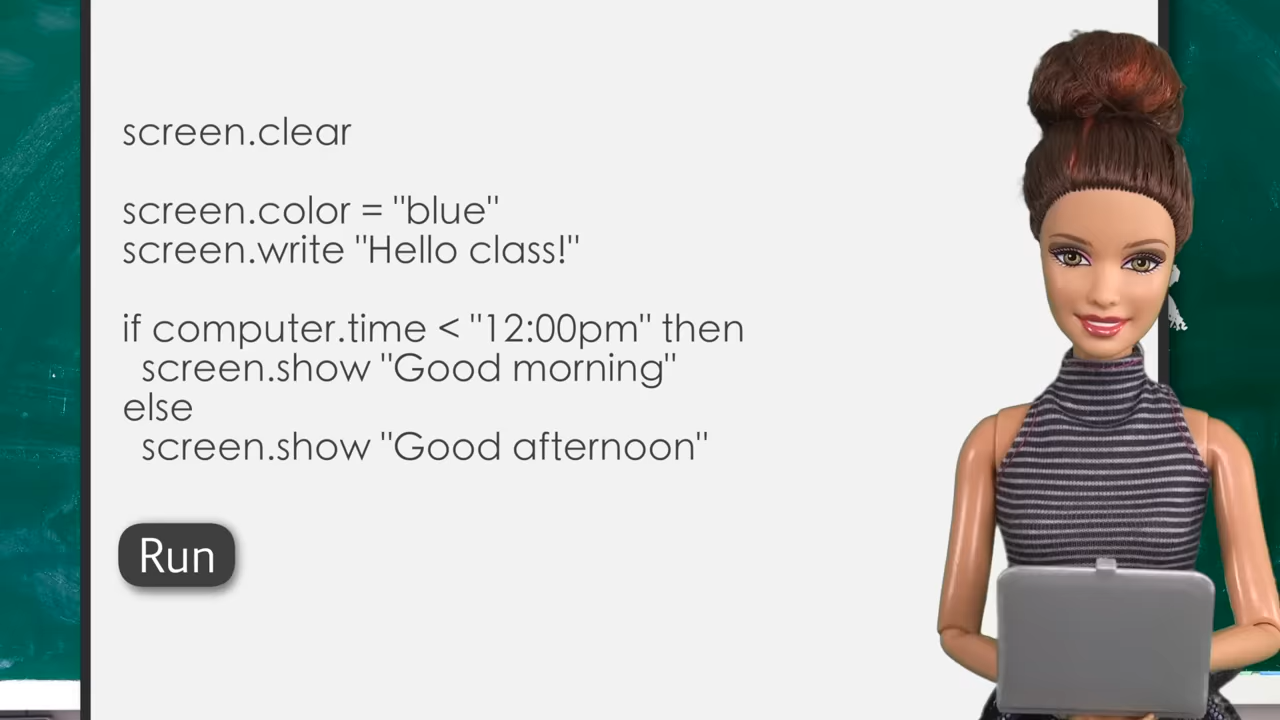 screen.clear
screen.color = "blue"
screen.write "Hello class!"
if computer.time < "12:00pm" then
screen.show "Good morning"
else
screen.show "Good afternoon"
Run